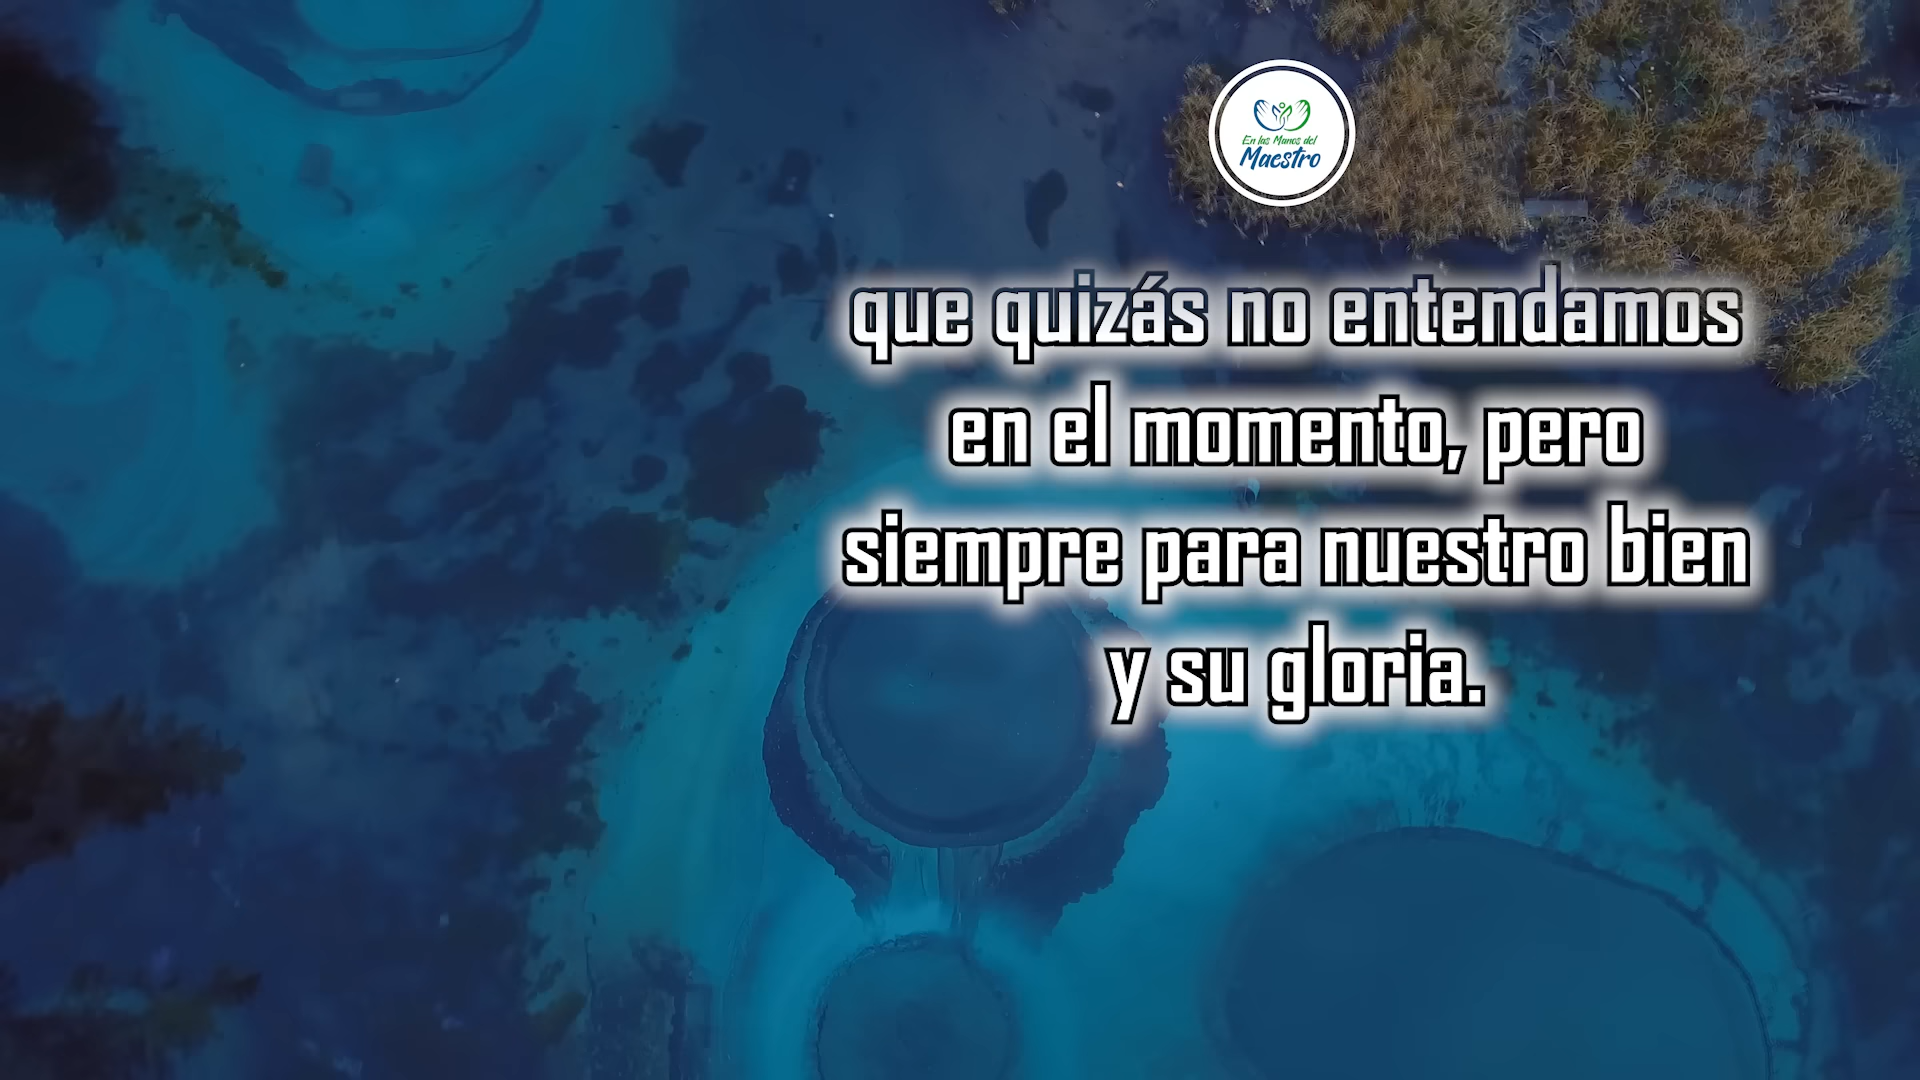 En las Manos del
Maestro
que quizás no entendamos
en el momento, pero
siempre para nuestro bien
y su gloria.